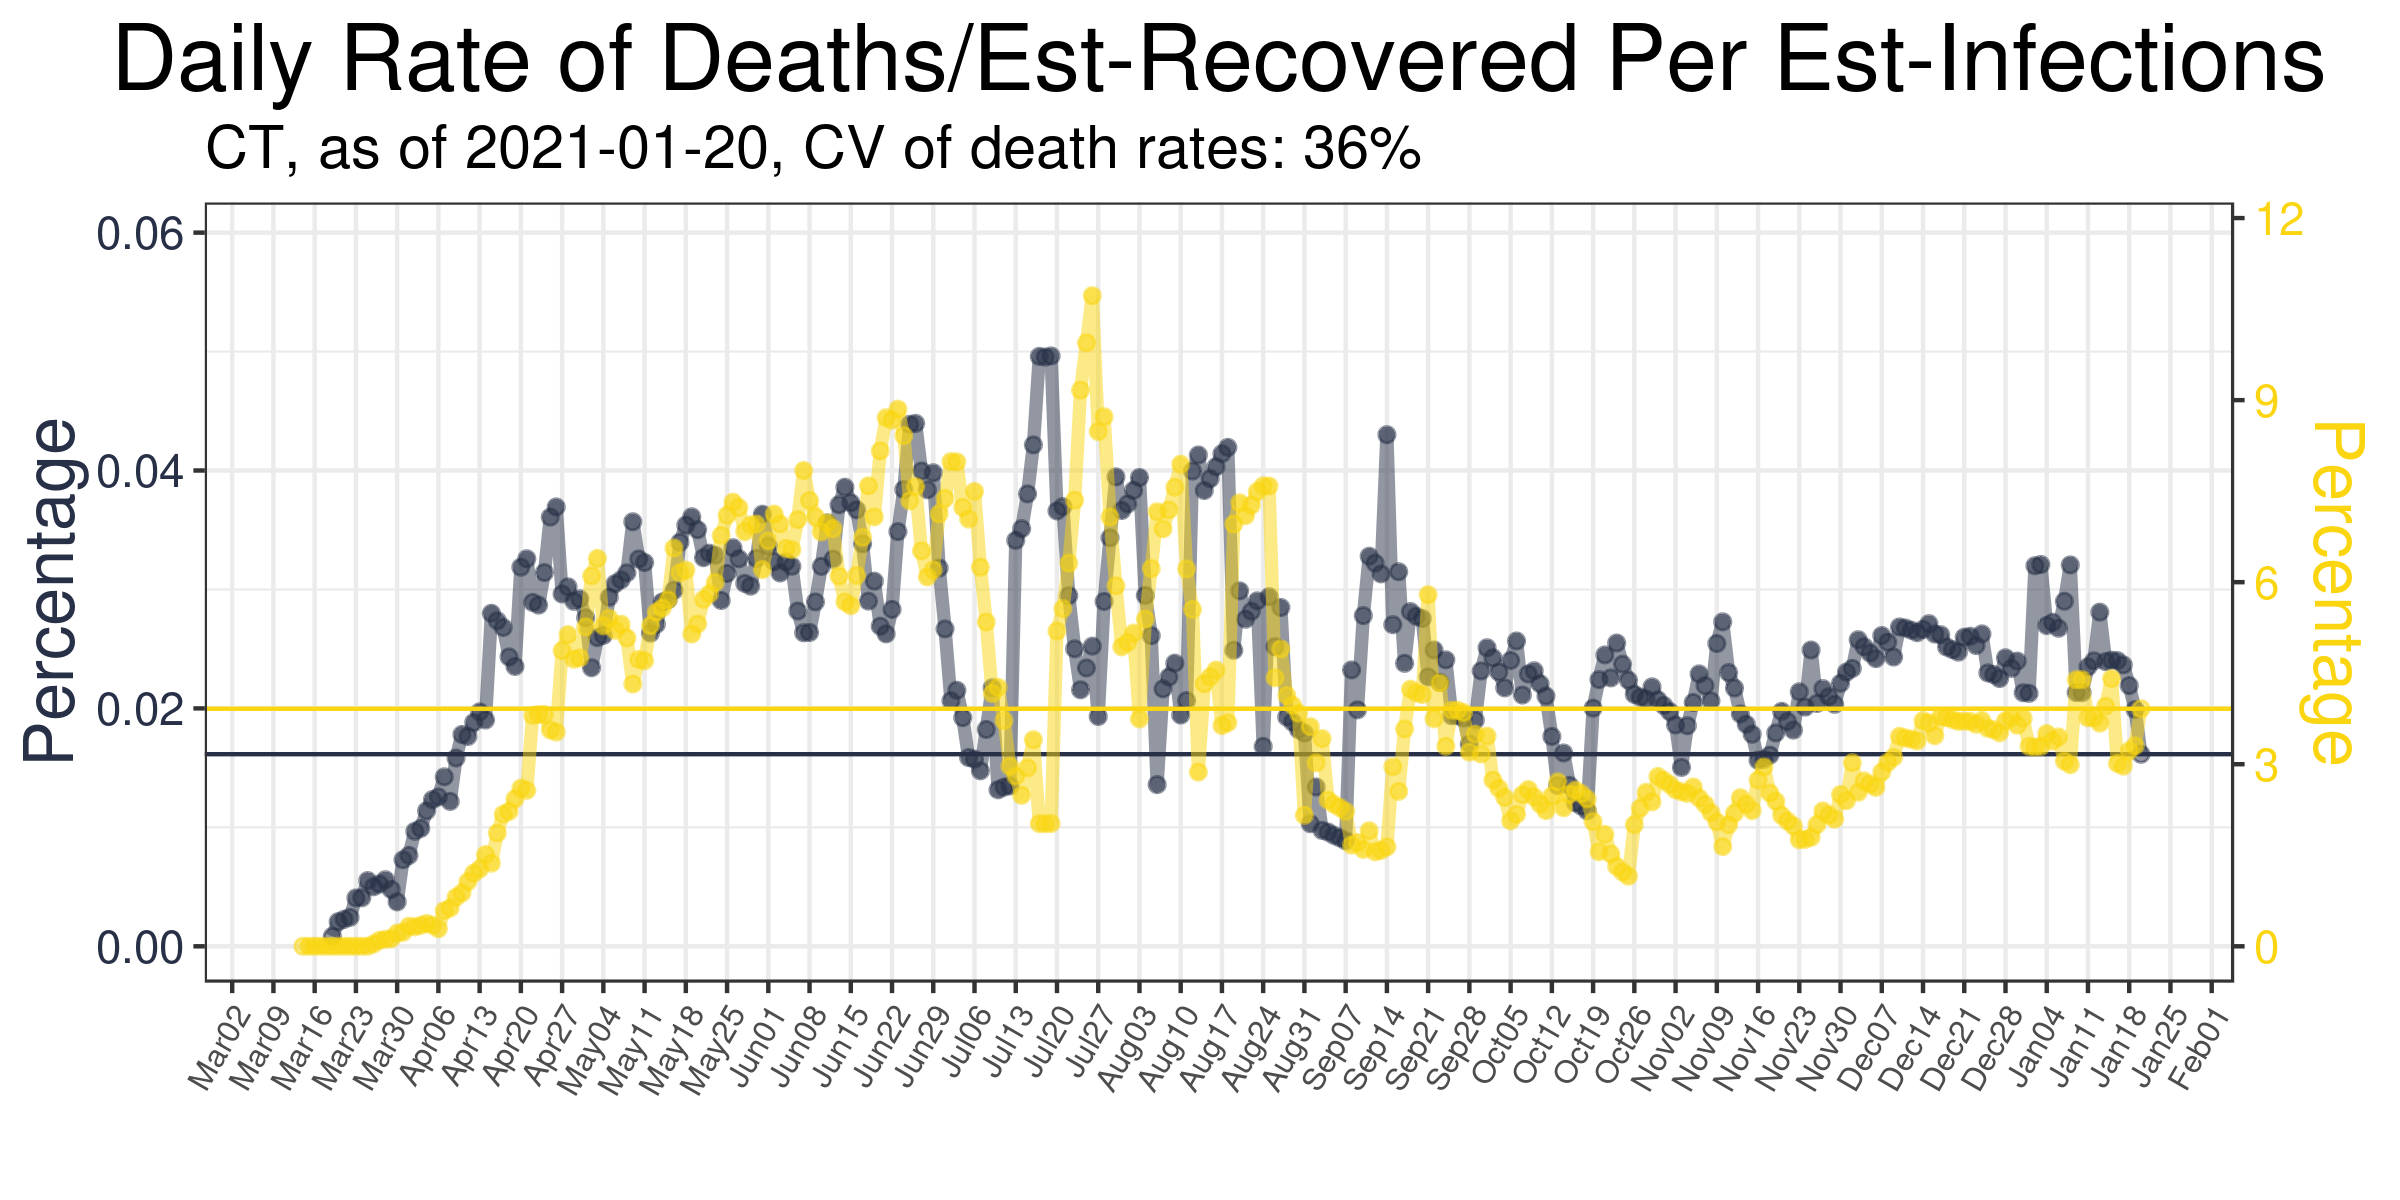 Daily Rate of Deaths/Est-Recovered Per Est-Infections
CT, as of 2021-01-20, CV of death rates: 36%
Percentage
0.06
0.04
0.02
0.00
12
9
6
3
0
Percentage
Mar02
Mar09
Mar16
Mar23
Mar30
Apr06
Apr13
Apr20
Apr27
May04
May11
May18
May25
Jun01
Jun08
Jun15
Jun22
Jun29
Jul06
Jul13
Jul20
Jul27
Aug03
Aug10
Aug17
Aug24
Aug31
Sep07
Sep14
Sep21
Sep28
Oct05
Oct12
Oct19
Oct26
Nov02
Nov09
Nov16
Nov23
Nov30
Dec07
Dec14
Dec21
Dec28
Jan04
Jan11
Jan18
Jan25
Feb01